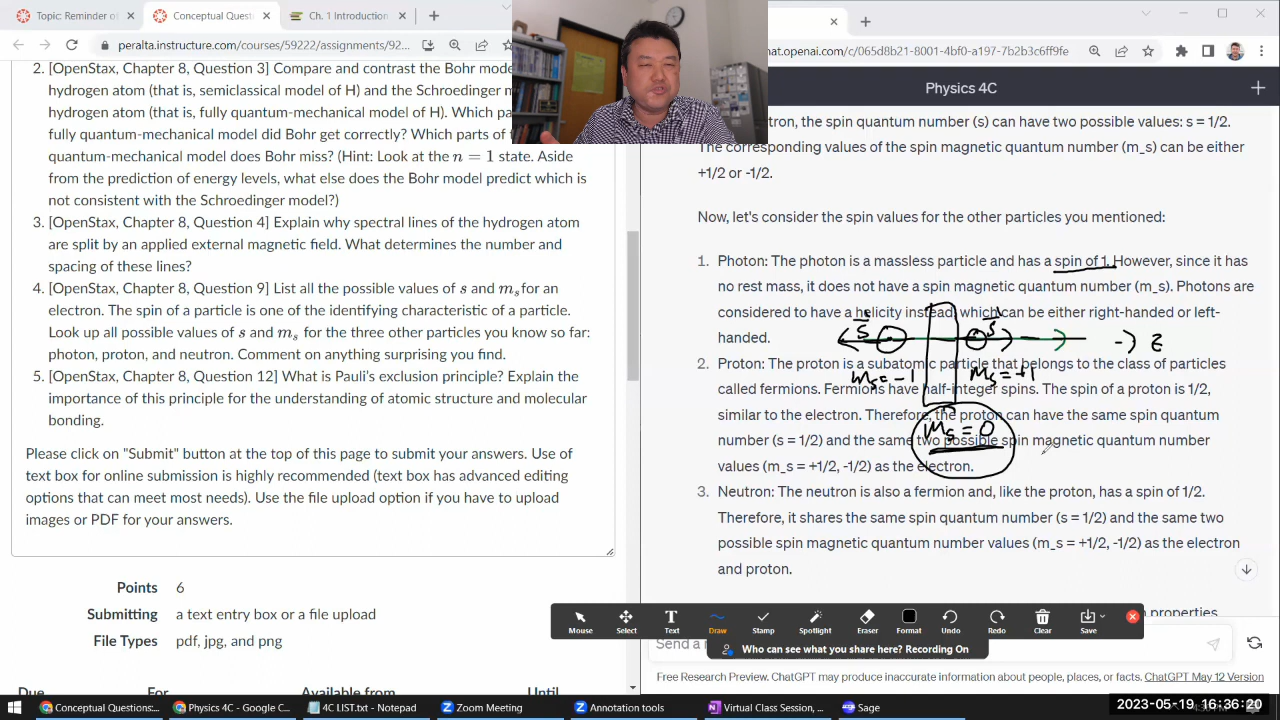 Topic: Reminder of
Conceptual Quest
Ch. 1 Introduction
peralta.instructure.com/courses/59222/assignments/92...
hat.openai.com/c/065d8b21-8001-4bf0-a197-7b2b3c6ff9fe
2. [OpenStax, Chapter 8, Question 3] Compare and contrast the Bohr mode
hydrogen atom (that is, semiclassical model of H) and the Schroedinger m
hydrogen atom (that is, fully quantum-mechanical model of H). Which pa
fully quantum-mechanical model did Bohr get correctly? Which parts of
quantum-mechanical model does Bohr miss? (Hint: Look at the n = 1 state. Aside
from the prediction of energy levels, what else does the Bohr model predict which is
not consistent with the Schroedinger model?)
3. [OpenStax, Chapter 8, Question 4] Explain why spectral lines of the hydrogen atom
are split by an applied external magnetic field. What determines the number and
spacing of these lines?
4. [OpenStax, Chapter 8, Question 9] List all the possible values of s and m_s for an
electron. The spin of a particle is one of the identifying characteristic of a particle.
Look up all possible values of s and m_s for the three other particles you know so far:
photon, proton, and neutron. Comment on anything surprising you find.
5. [OpenStax, Chapter 8, Question 12] What is Pauli's exclusion principle? Explain the
importance of this principle for the understanding of atomic structure and molecular
bonding.
Please click on "Submit" button at the top of this page to submit your answers. Use of
text box for online submission is highly recommended (text box has advanced editing
options that can meet most needs). Use the file upload option if you have to upload
images or PDF for your answers.
Points 6
Submitting a text entry box or a file upload
File Types pdf, jpg, and png
Due For Available from Until
Physics 4C
tron, the spin quantum number (s) can have two possible values: s = 1/2.
The corresponding values of the spin magnetic quantum number (m_s) can be either
+1/2 or -1/2.
Now, let's consider the spin values for the other particles you mentioned:
1. Photon: The photon is a massless particle and has a spin of 1. However, since it has
no rest mass, it does not have a spin magnetic quantum number (m_s). Photons are
considered to have a helicity instead, which can be either right-handed or left-
handed.
S S → z
2. Proton: The proton is a subatomic particle that belongs to the class of particles
m_s = -1 m_s = +1
called fermions. Fermions have half-integer spins. The spin of a proton is 1/2,
similar to the electron. Therefore, the proton can have the same spin quantum
m_s = 0
number (s = 1/2) and the same two possible spin magnetic quantum number
values (m_s = +1/2, -1/2) as the electron.
3. Neutron: The neutron is also a fermion and, like the proton, has a spin of 1/2.
Therefore, it shares the same spin quantum number (s = 1/2) and the same two
possible spin magnetic quantum number values (m_s = +1/2, -1/2) as the electron
and proton.
n properties
Mouse Select Text Draw Stamp Spotlight Eraser Format Undo Redo Clear Save
Send a
Who can see what you share here? Recording On
Free Research Preview. ChatGPT may produce inaccurate information about people, places, or facts. ChatGPT May 12 Version
Conceptual Questions:...
Physics 4C - Google C...
4C LIST.txt - Notepad
Zoom Meeting
Annotation tools
Virtual Class Session, ...
Sage
2023-05-19 16:36:20